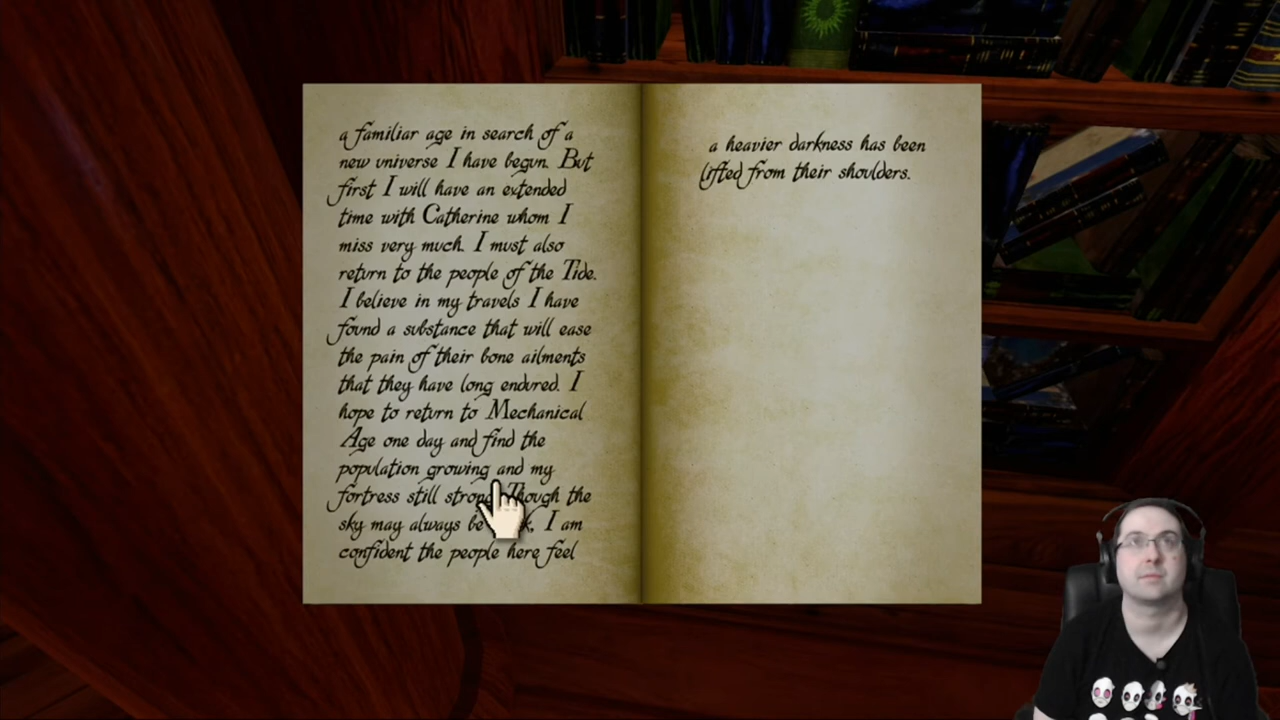 a familiar age in search of a
new universe I have begun. But
first I will have an extended
time with Catherine whom I
miss very much. I must also
return to the people of the Tide.
I believe in my travels I have
found a substance that will ease
the pain of their bone ailments
that they have long endured. I
hope to return to Mechanical
Age one day and find the
population growing and my
fortress still strong Though the
sky may always be I am
confident the people here feel
a heavier darkness has been
lifted from their shoulders.